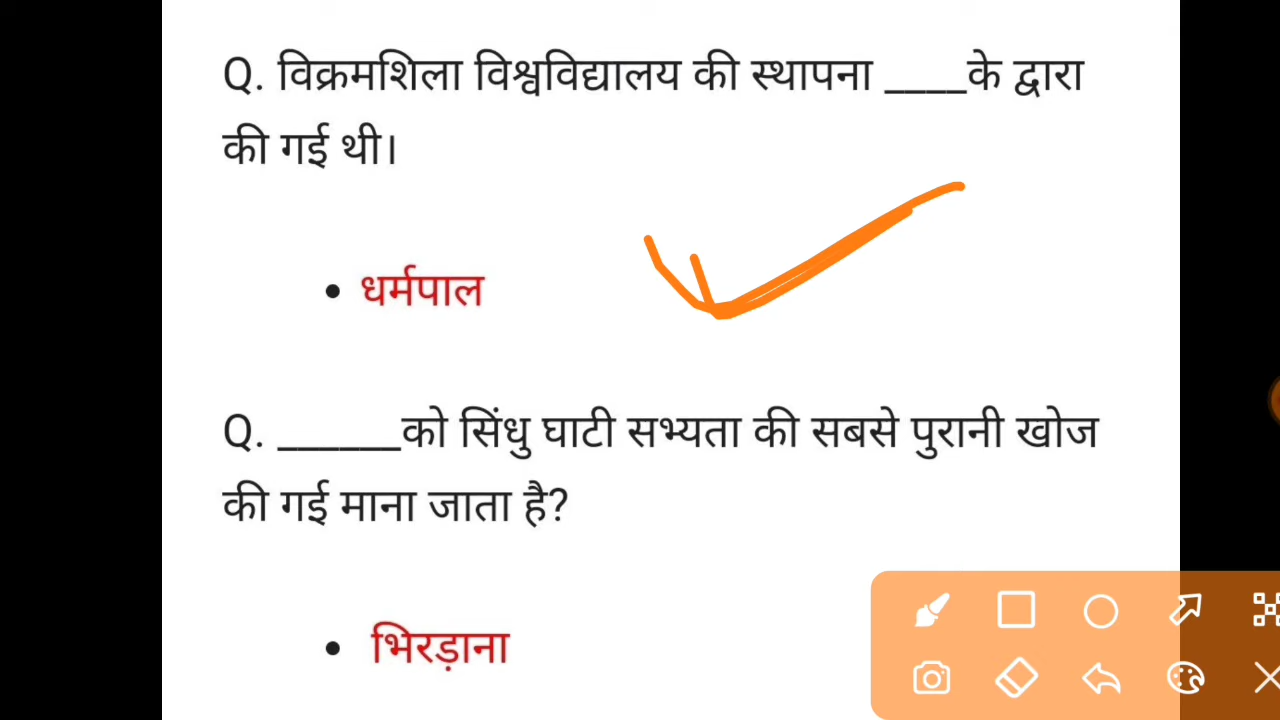 Q. विक्रमशिला विश्वविद्यालय की स्थापना ____के द्वारा
की गई थी।
• धर्मपाल
Q. ______को सिंधु घाटी सभ्यता की सबसे पुरानी खोज
की गई माना जाता है?
• भिरड़ाना